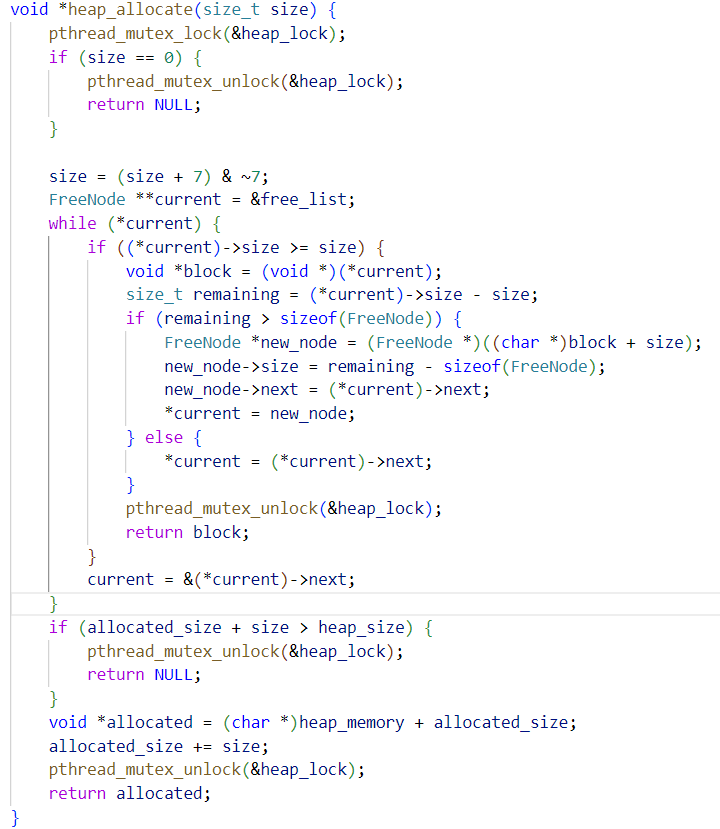 void *heap_allocate(size_t size) {
    pthread_mutex_lock(&heap_lock);
    if (size == 0) {
        pthread_mutex_unlock(&heap_lock);
        return NULL;
    }

    size = (size + 7) & ~7;
    FreeNode **current = &free_list;
    while (*current) {
        if ((*current)->size >= size) {
            void *block = (void *)(*current);
            size_t remaining = (*current)->size - size;
            if (remaining > sizeof(FreeNode)) {
                FreeNode *new_node = (FreeNode *)((char *)block + size);
                new_node->size = remaining - sizeof(FreeNode);
                new_node->next = (*current)->next;
                *current = new_node;
            } else {
                *current = (*current)->next;
            }
            pthread_mutex_unlock(&heap_lock);
            return block;
        }
        current = &(*current)->next;
    }
    if (allocated_size + size > heap_size) {
        pthread_mutex_unlock(&heap_lock);
        return NULL;
    }
    void *allocated = (char *)heap_memory + allocated_size;
    allocated_size += size;
    pthread_mutex_unlock(&heap_lock);
    return allocated;
}